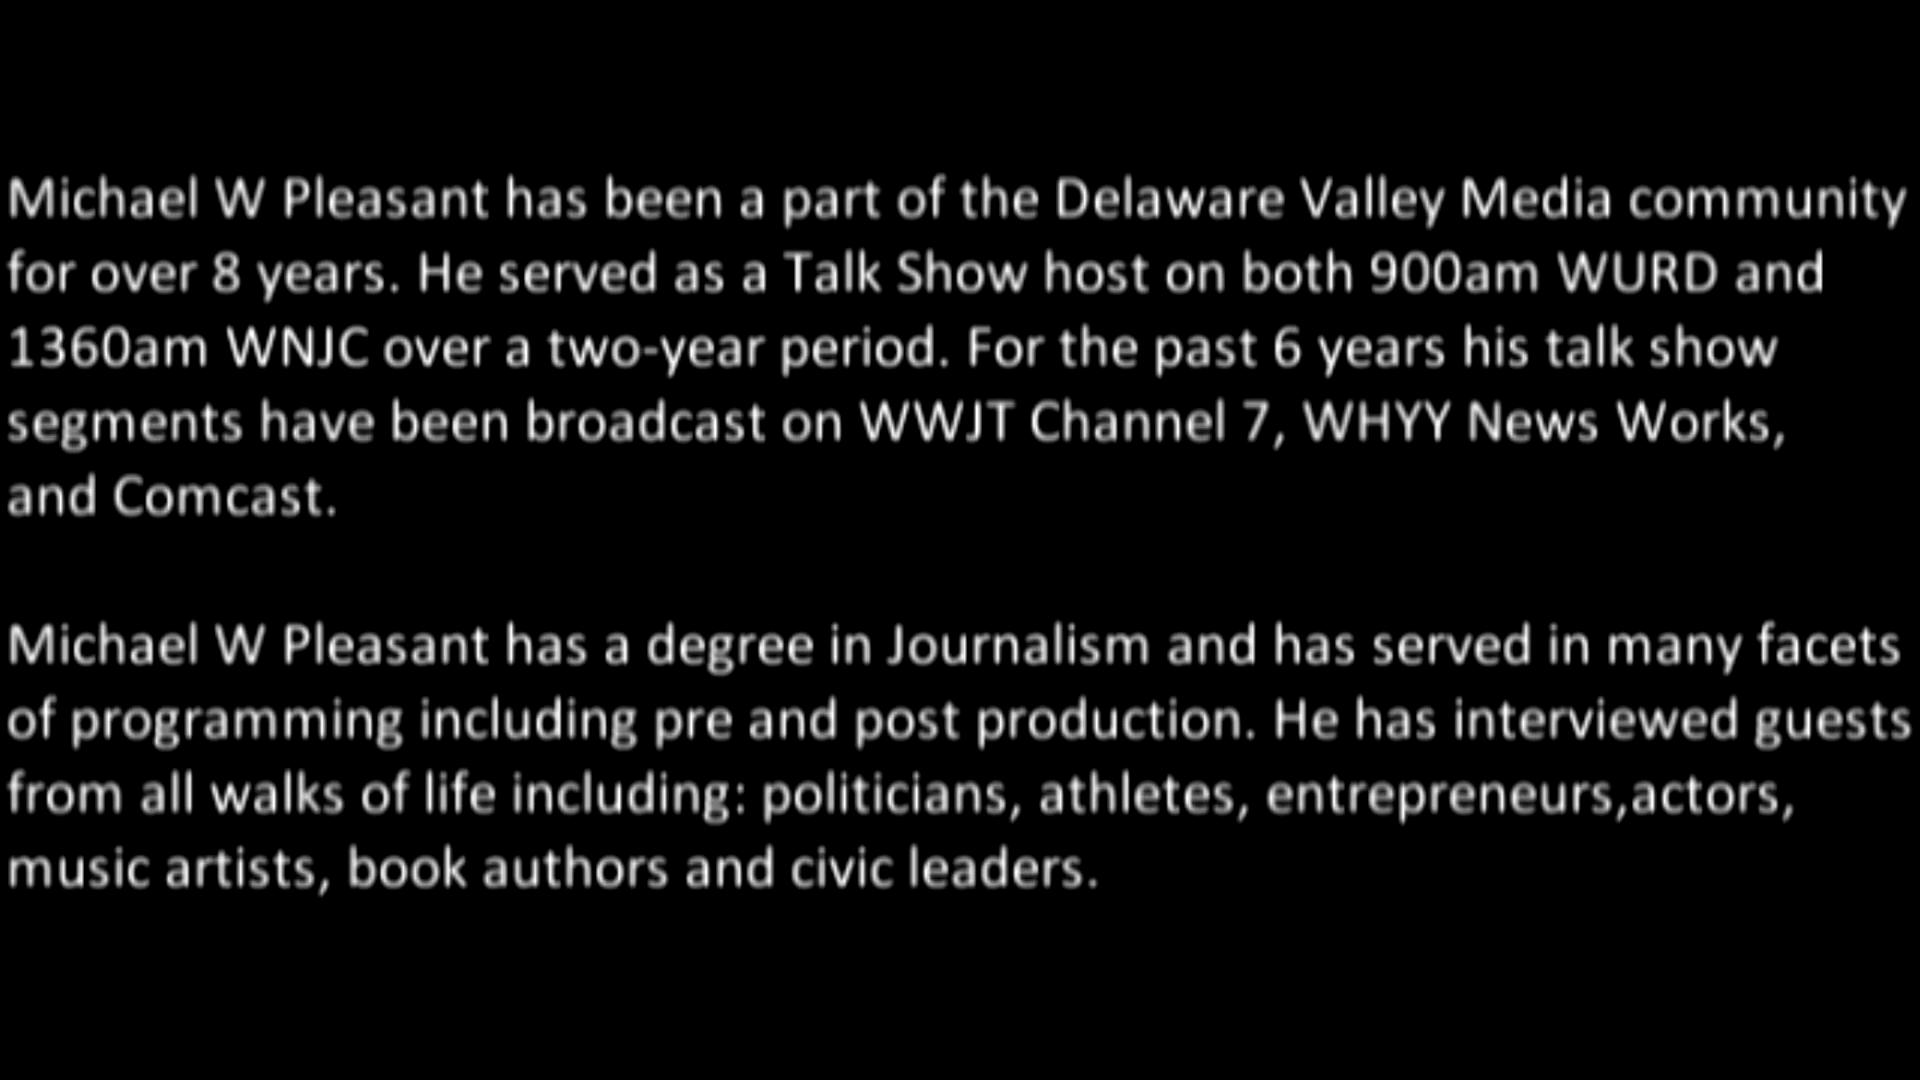 Michael W Pleasant has been a part of the Delaware Valley Media community
for over 8 years. He served as a Talk Show host on both 900am WURD and
1360am WNJC over a two-year period. For the past 6 years his talk show
segments have been broadcast on WWJT Channel 7, WHYY News Works,
and Comcast.
Michael W Pleasant has a degree in Journalism and has served in many facets
of programming including pre and post production. He has interviewed guests
from all walks of life including: politicians, athletes, entrepreneurs,actors,
music artists, book authors and civic leaders.